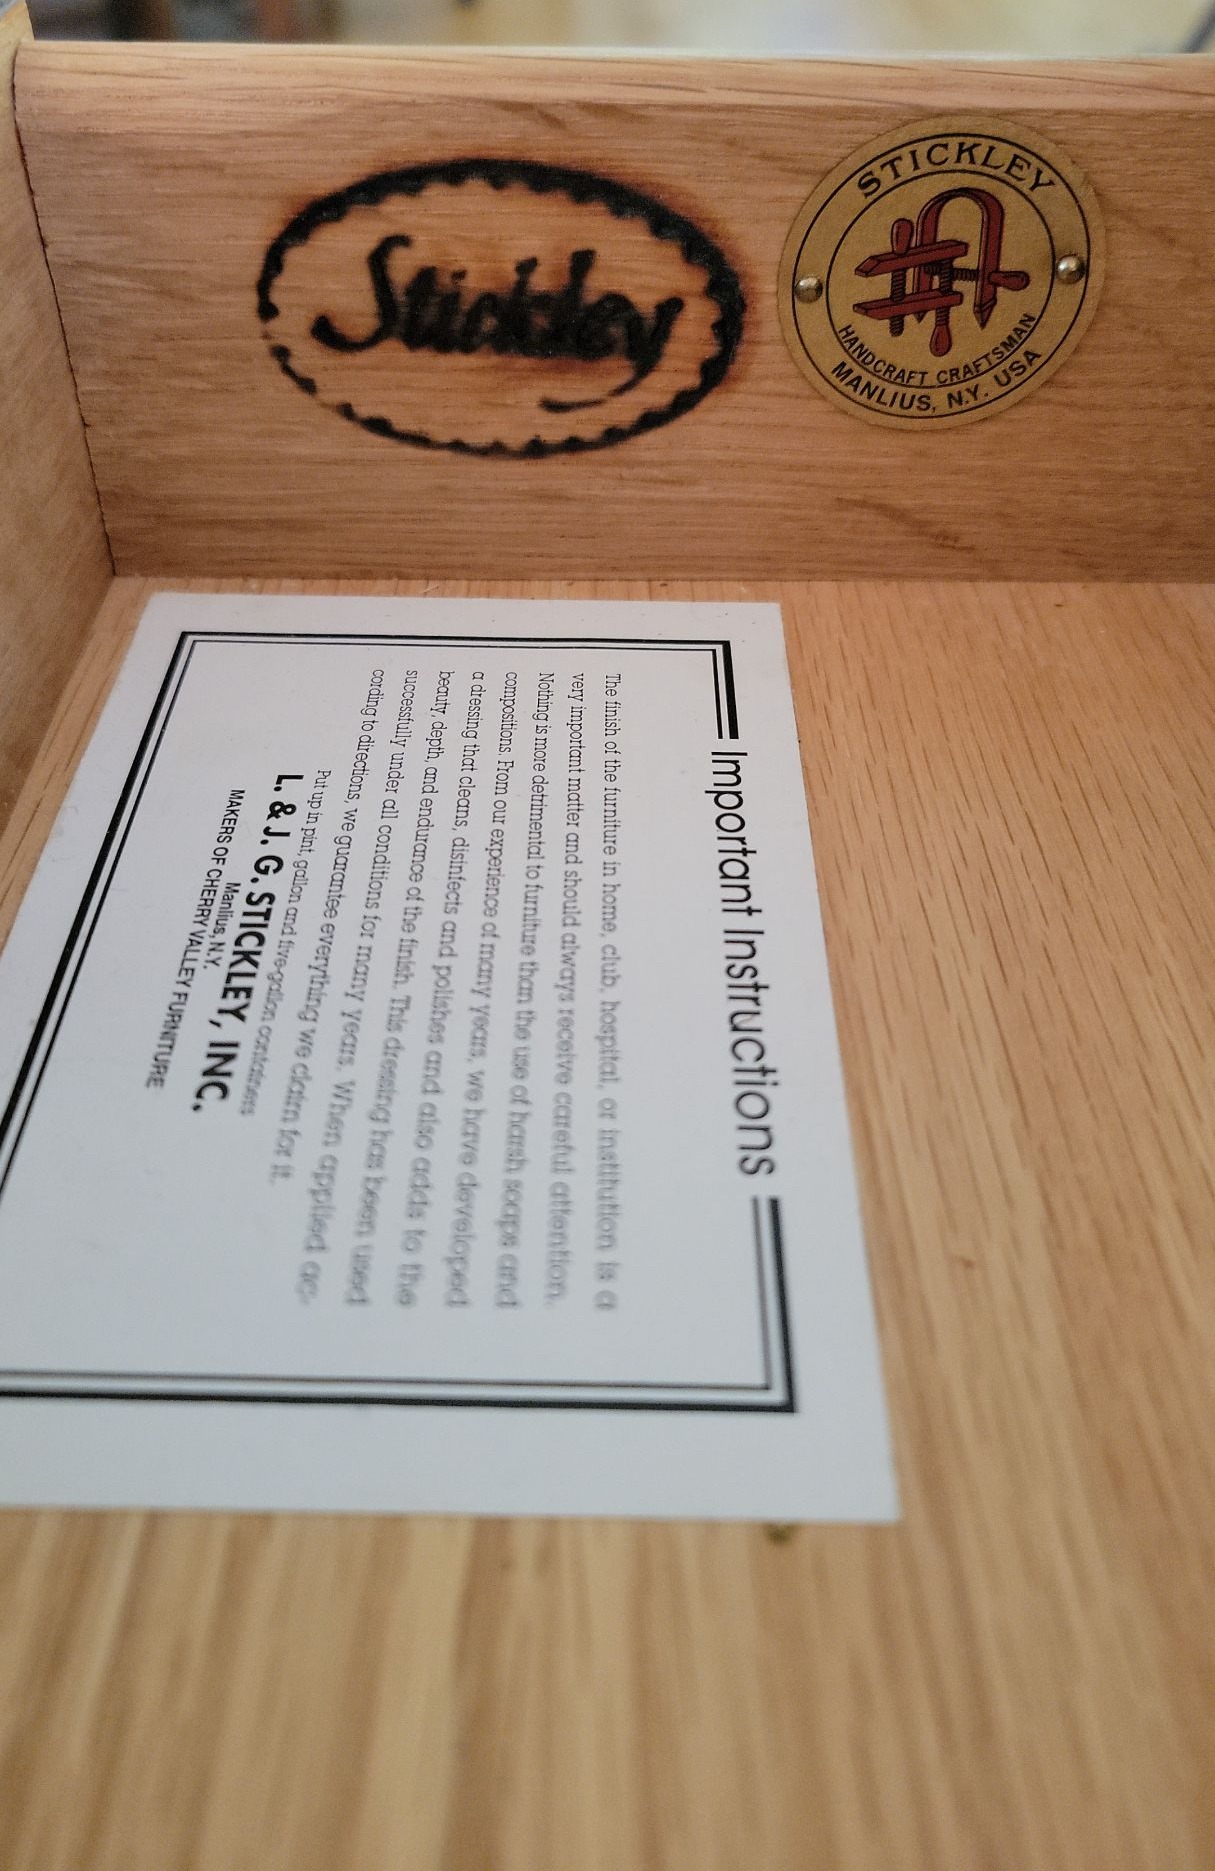 Stickley
STICKLEY
HANDCRAFT CRAFTSMAN
MANLIUS, N.Y. USA
Important Instructions
The finish of the furniture in home, club, hospital, or institution is a
very important matter and should always receive careful attention.
Nothing is more detrimental to furniture than the use of harsh soaps and
compositions. From our experience of many years, we have developed
a dressing that cleans, disinfects and polishes and also adds to the
beauty, depth, and endurance of the finish. This dressing has been used
successfully under all conditions for many years. When applied ac-
cording to directions, we guarantee everything we claim for it.
Put up in pint, gallon and five-gallon containers
L. & J. G. STICKLEY, INC.
Manlius, N.Y.
MAKERS OF CHERRY VALLEY FURNITURE